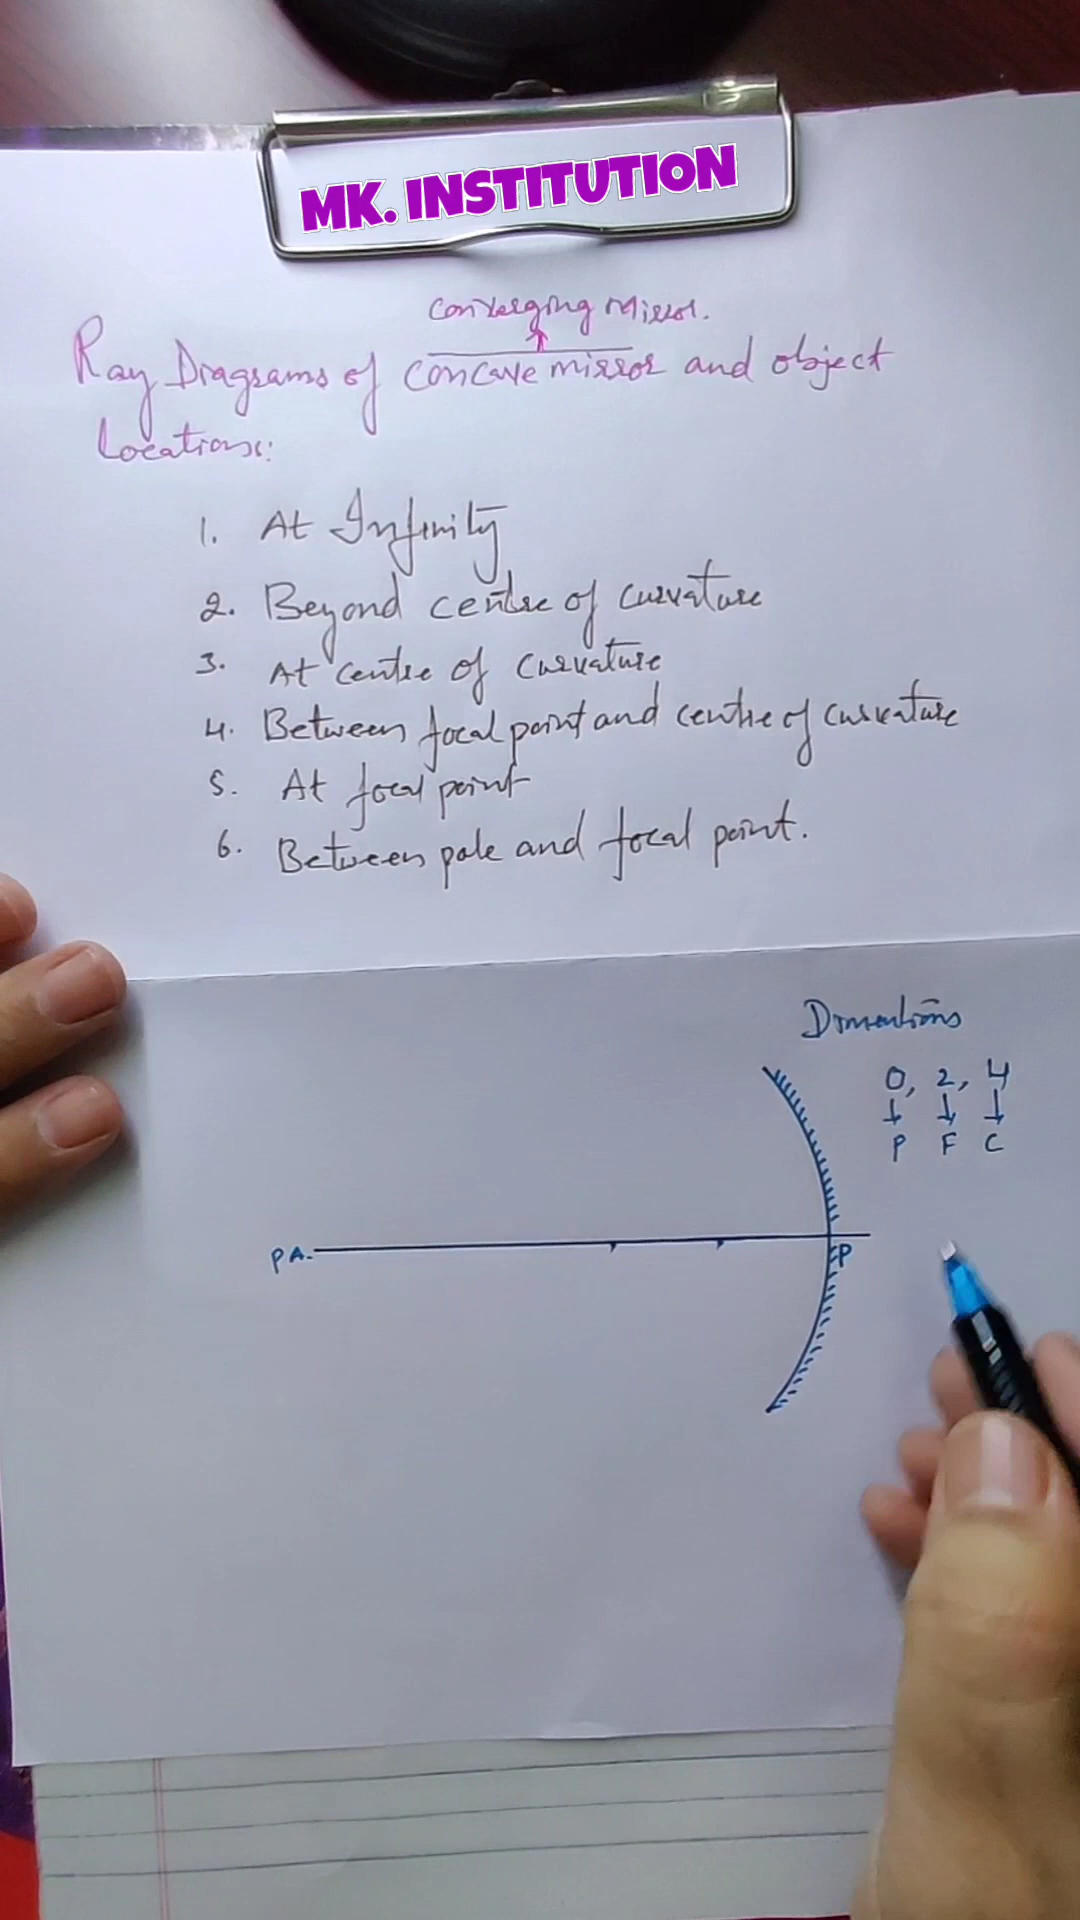 MK. INSTITUTION
Converging Mirror.
Ray Diagrams of concave mirror and object
Locations:
1. At Infinity
2. Beyond centre of curvature
3. At centre of curvature
4. Between focal point and centre of curvature
5. At focal point
6. Between pole and focal point.
Dimentions
0, 2, 4
P F C
P A.
P